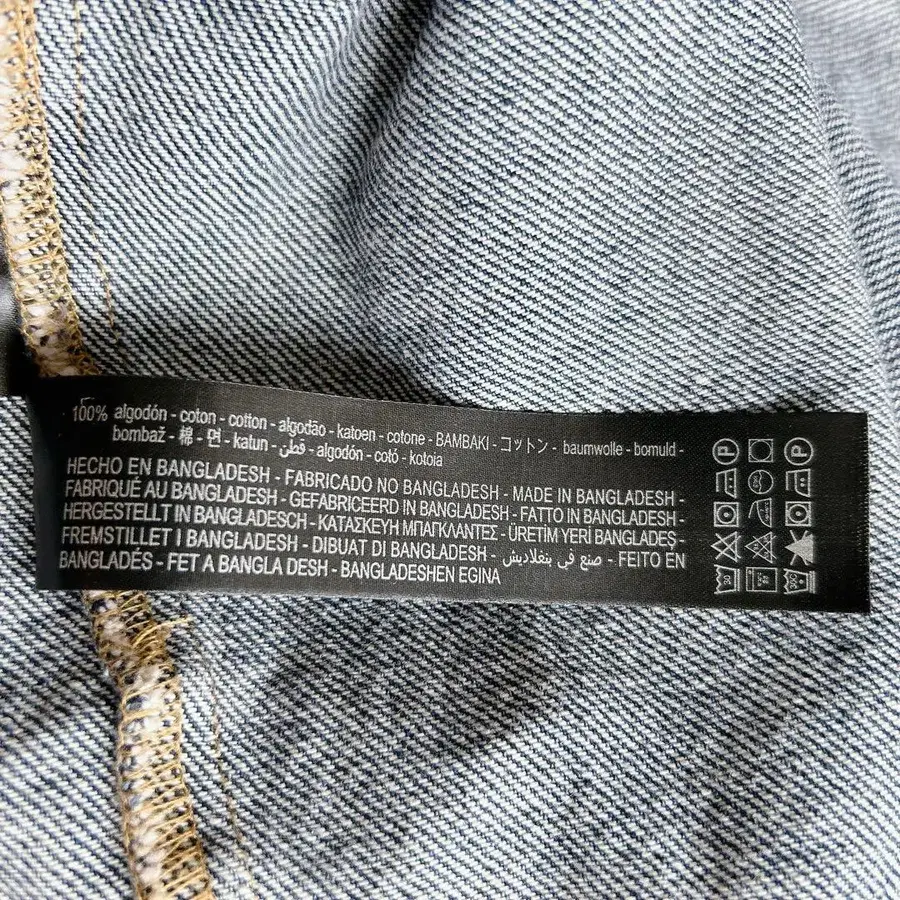 100% algodón - coton - cotton - algodão - katoen - cotone - BAMBAKI - コットン - baumwolle - bomuld -
bombaž - 棉 - 면 - katun - قطن - algodón - cotó - kotoia
HECHO EN BANGLADESH - FABRICADO NO BANGLADESH - MADE IN BANGLADESH -
FABRIQUÉ AU BANGLADESH - GEFABRICEERD IN BANGLADESH - FATTO IN BANGLADESH -
HERGESTELLT IN BANGLADESCH - ΚΑΤΑΣΚΕΥΗ ΜΠΑΓΚΛΑΝΤΕΣ - ÜRETİM YERİ BANGLADEŞ -
FREMSTILLET I BANGLADESH - DIBUAT DI BANGLADESH - صنع في بنغلاديش - FEITO EN
BANGLADÉS - FET A BANGLA DESH - BANGLADESHEN EGINA